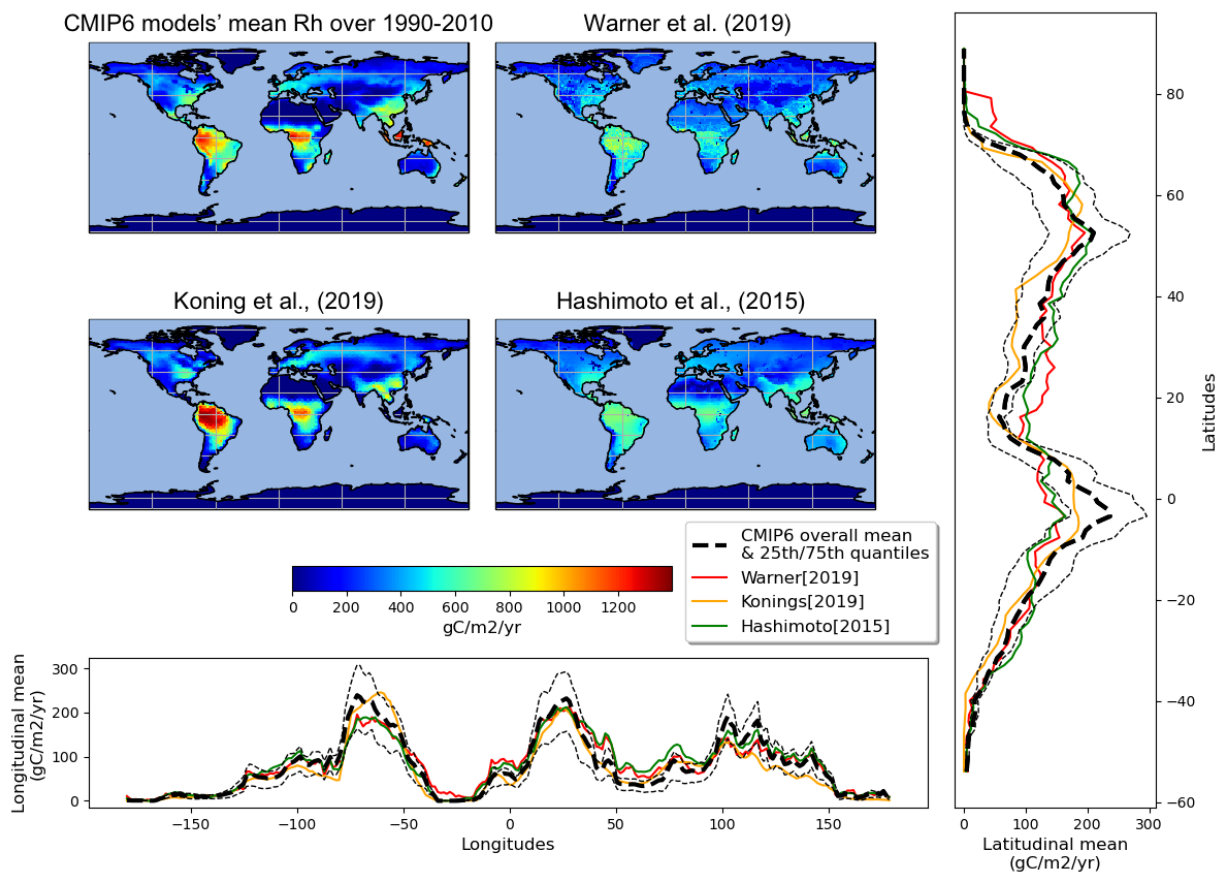 CMIP6 models’ mean Rh over 1990-2010
Warner et al. (2019)
Koning et al., (2019)
Hashimoto et al., (2015)
CMIP6 overall mean
& 25th/75th quantiles
Warner[2019]
Konings[2019]
Hashimoto[2015]
0 200 400 600 800 1000 1200
gC/m2/yr
300
200
100
0
Longitudinal mean
(gC/m2/yr)
−150 −100 −50 0 50 100 150
Longitudes
80
60
40
20
0
−20
−40
−60
Latitudes
0 100 200 300
Latitudinal mean
(gC/m2/yr)